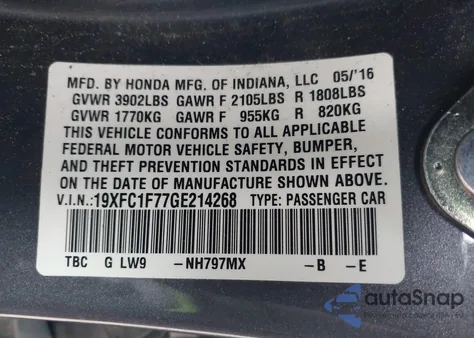 MFD. BY HONDA MFG. OF INDIANA, LLC 05/'16
GVWR 3902LBS GAWR F 2105LBS R 1808LBS
GVWR 1770KG GAWR F 955KG R 820KG
THIS VEHICLE CONFORMS TO ALL APPLICABLE
FEDERAL MOTOR VEHICLE SAFETY, BUMPER,
AND THEFT PREVENTION STANDARDS IN EFFECT
ON THE DATE OF MANUFACTURE SHOWN ABOVE.
V.I.N.: 19XFC1F77GE214268 TYPE: PASSENGER CAR
TBC G LW9 -NH797MX -B -E
autoSnap